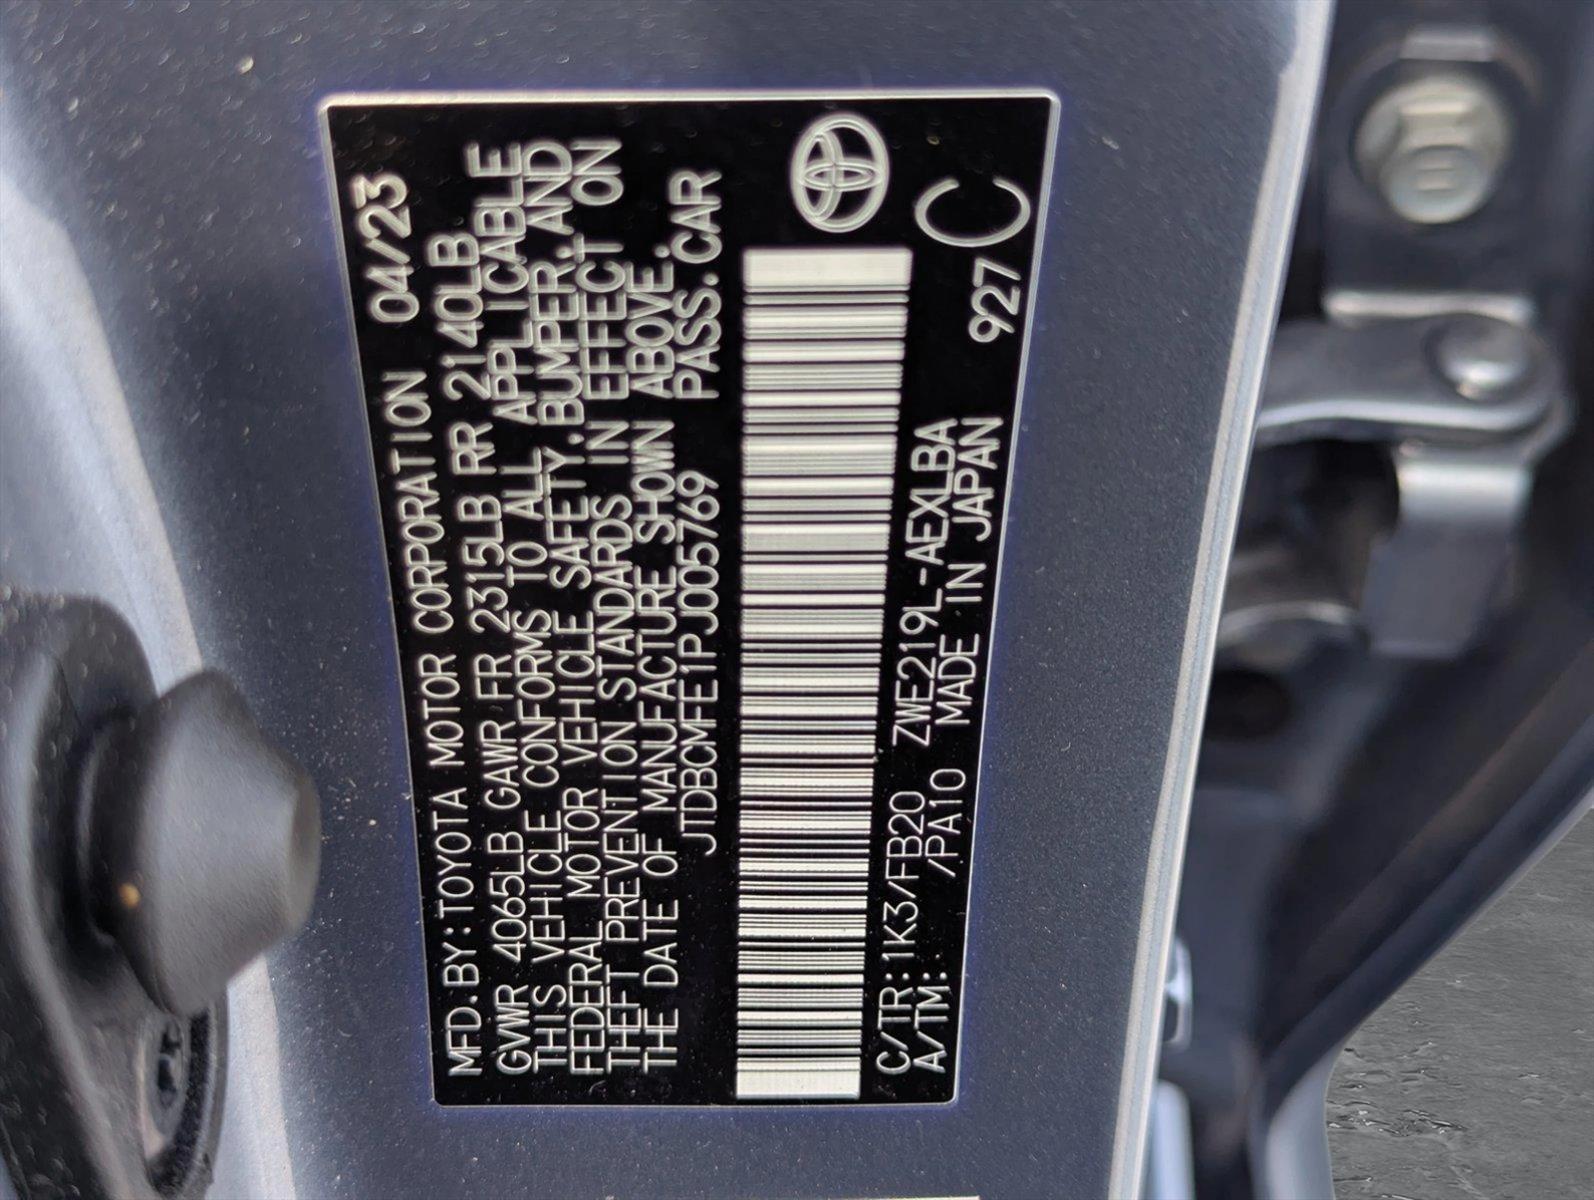 MFD.BY:TOYOTA MOTOR CORPORATION 04/23
GVWR 4065LB GAWR FR 2315LB RR 2140LB
THIS VEHICLE CONFORMS TO ALL APPLICABLE
FEDERAL MOTOR VEHICLE SAFETY.BUMPER.AND
THEFT PREVENTION STANDARDS IN EFFECT ON
THE DATE OF MANUFACTURE SHOWN ABOVE.
JTDBCMFE1PJ005769 PASS.CAR
C/TR:1K3/FB20 ZWE219L-AEXLBA C
A/TM:. /PA10 MADE IN JAPAN 927